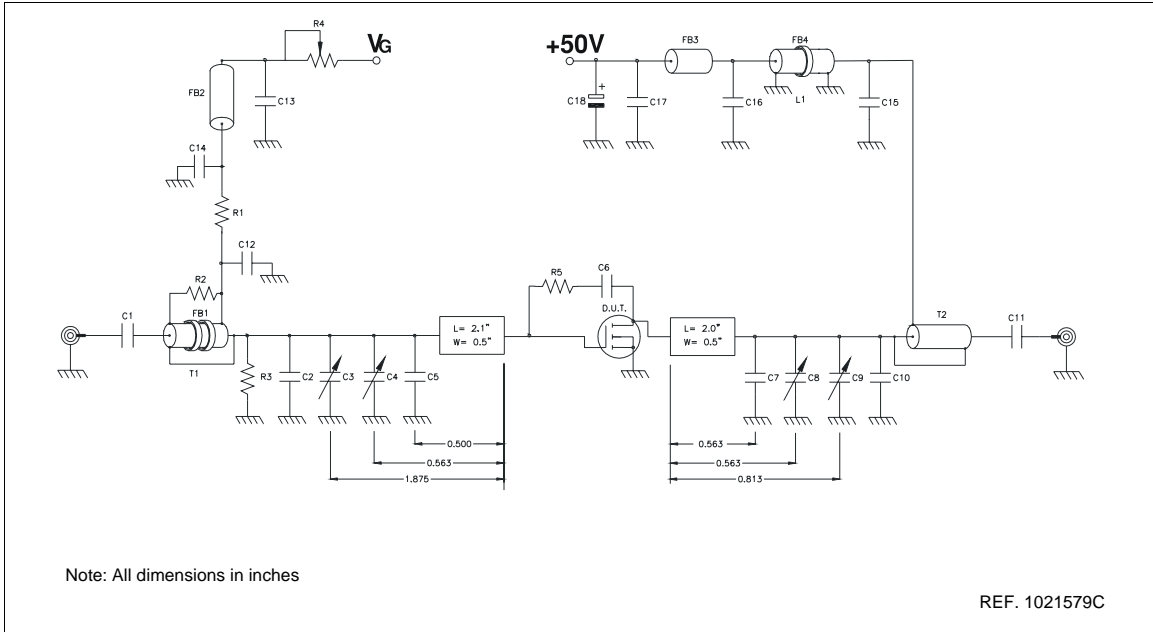 R4
VG
+50V
FB3
FB4
FB2
C13
C18
+
C17
C16
L1
C15
C14
R1
C12
R2
FB1
R5
C6
D.U.T.
C1
T1
L= 2.1"
W= 0.5"
L= 2.0"
W= 0.5"
T2
C11
R3
C2
C3
C4
C5
C7
C8
C9
C10
0.500
0.563
0.563
0.563
1.875
0.813
Note: All dimensions in inches
REF. 1021579C